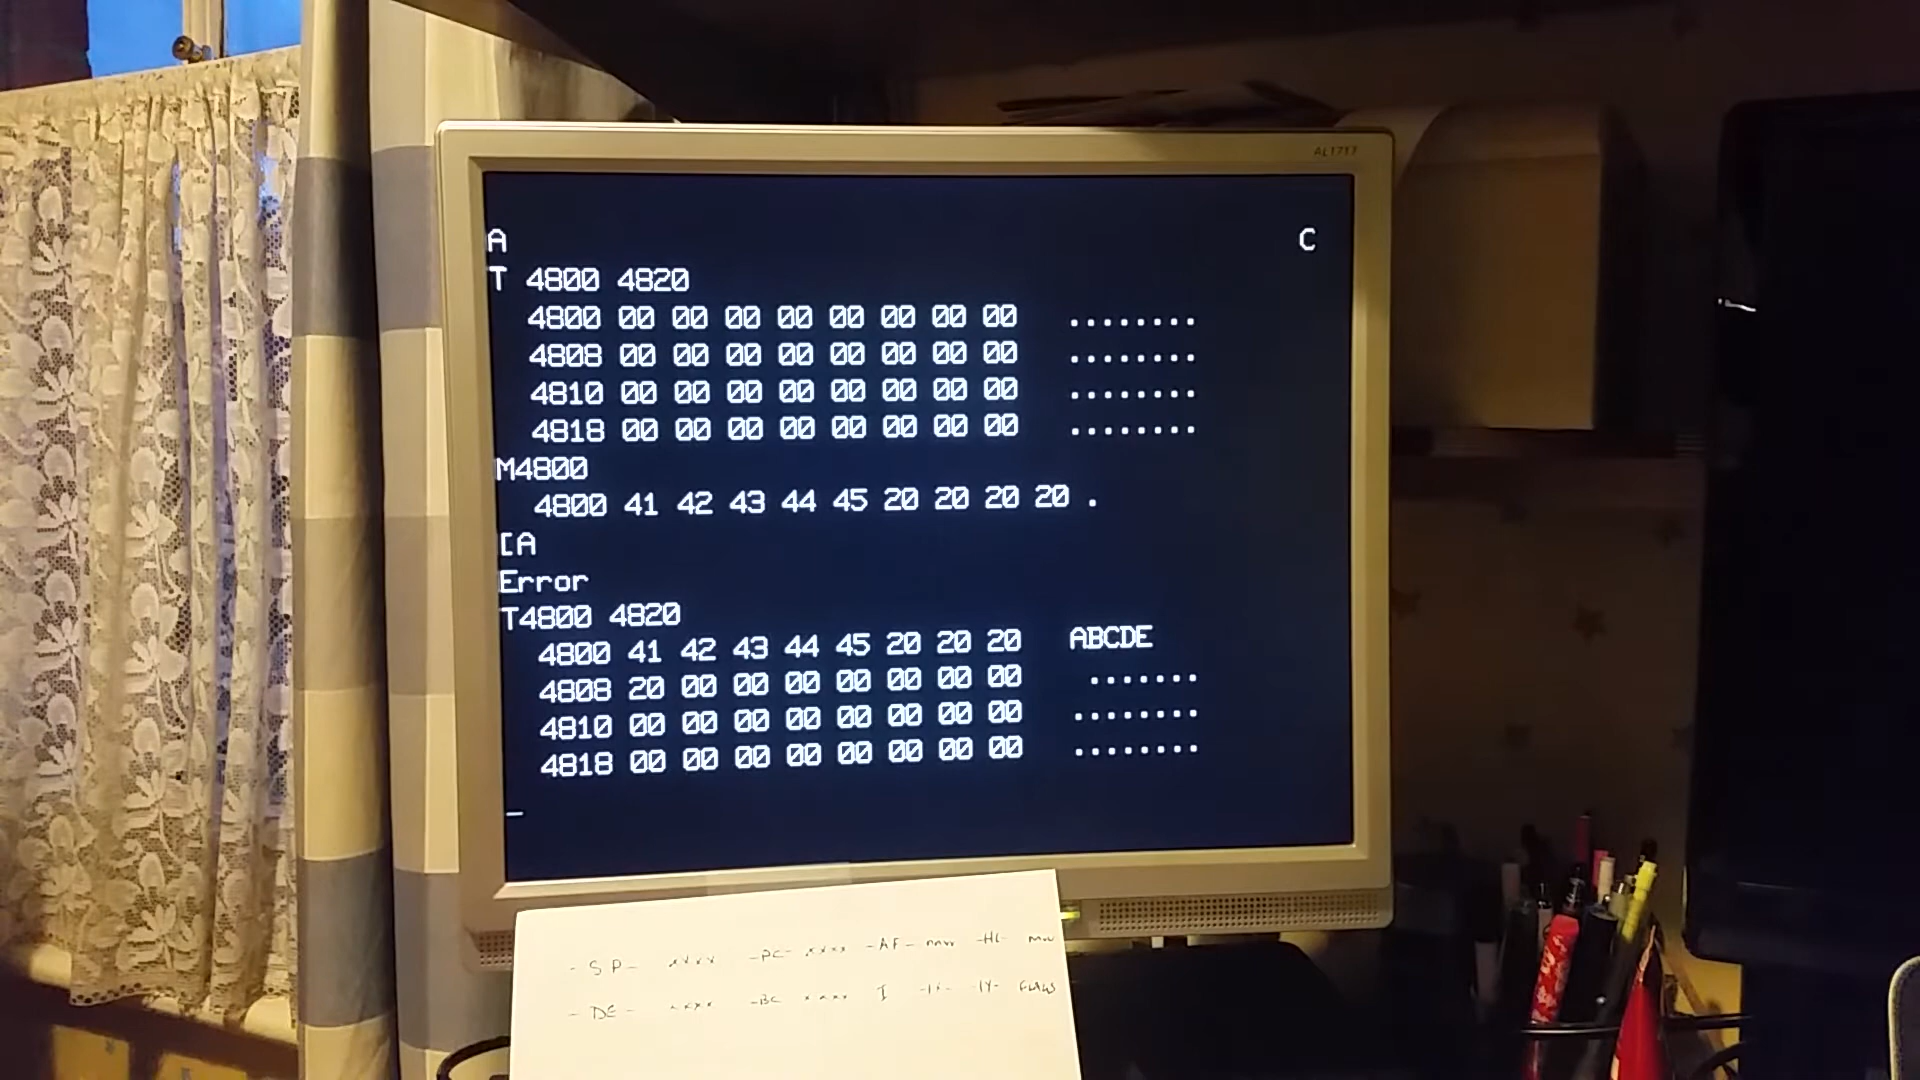 AL1717
A C
T 4800 4820
4800 00 00 00 00 00 00 00 00 ........
4808 00 00 00 00 00 00 00 00 ........
4810 00 00 00 00 00 00 00 00 ........
4818 00 00 00 00 00 00 00 00 ........
M4800
4800 41 42 43 44 45 20 20 20 20 .
[A
Error
T4800 4820
4800 41 42 43 44 45 20 20 20 ABCDE
4808 20 00 00 00 00 00 00 00 .......
4810 00 00 00 00 00 00 00 00 ........
4818 00 00 00 00 00 00 00 00 ........
_
- SP - xxxx -PC- xxxx -AF- -HL-
- DE - xxxx -BC xxxx I -IX- -IY- FLAGS